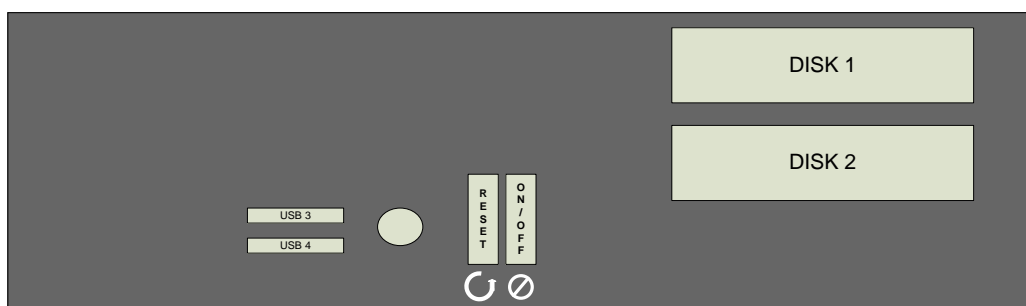 DISK 1
DISK 2
RESET
ON/OFF
USB 3
USB 4